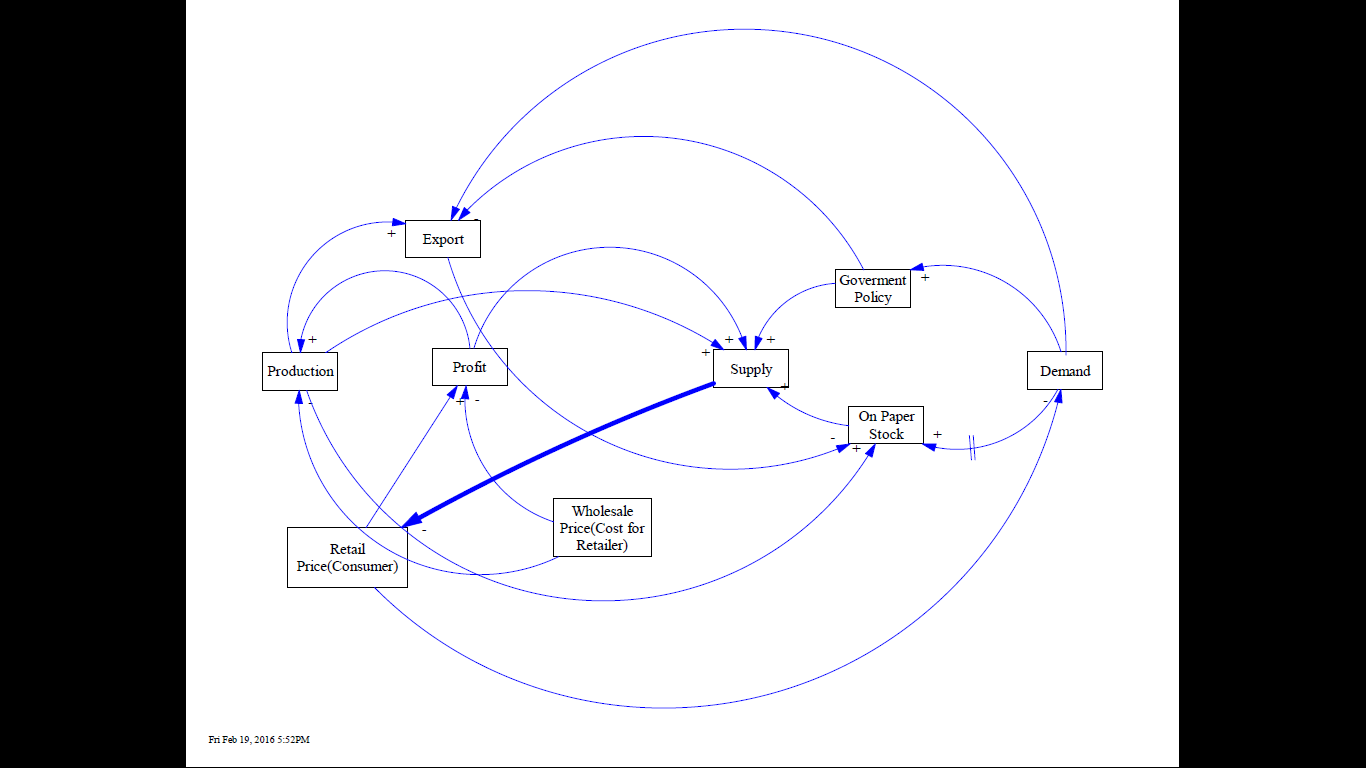 -
+
Export
Goverment
Policy
+
+
+
+
+
Production
Profit
Supply
Demand
+
-
+
-
-
On Paper
Stock
-
+
+
Wholesale
Price(Cost for
Retailer)
-
Retail
Price(Consumer)
Fri Feb 19, 2016 5:52PM